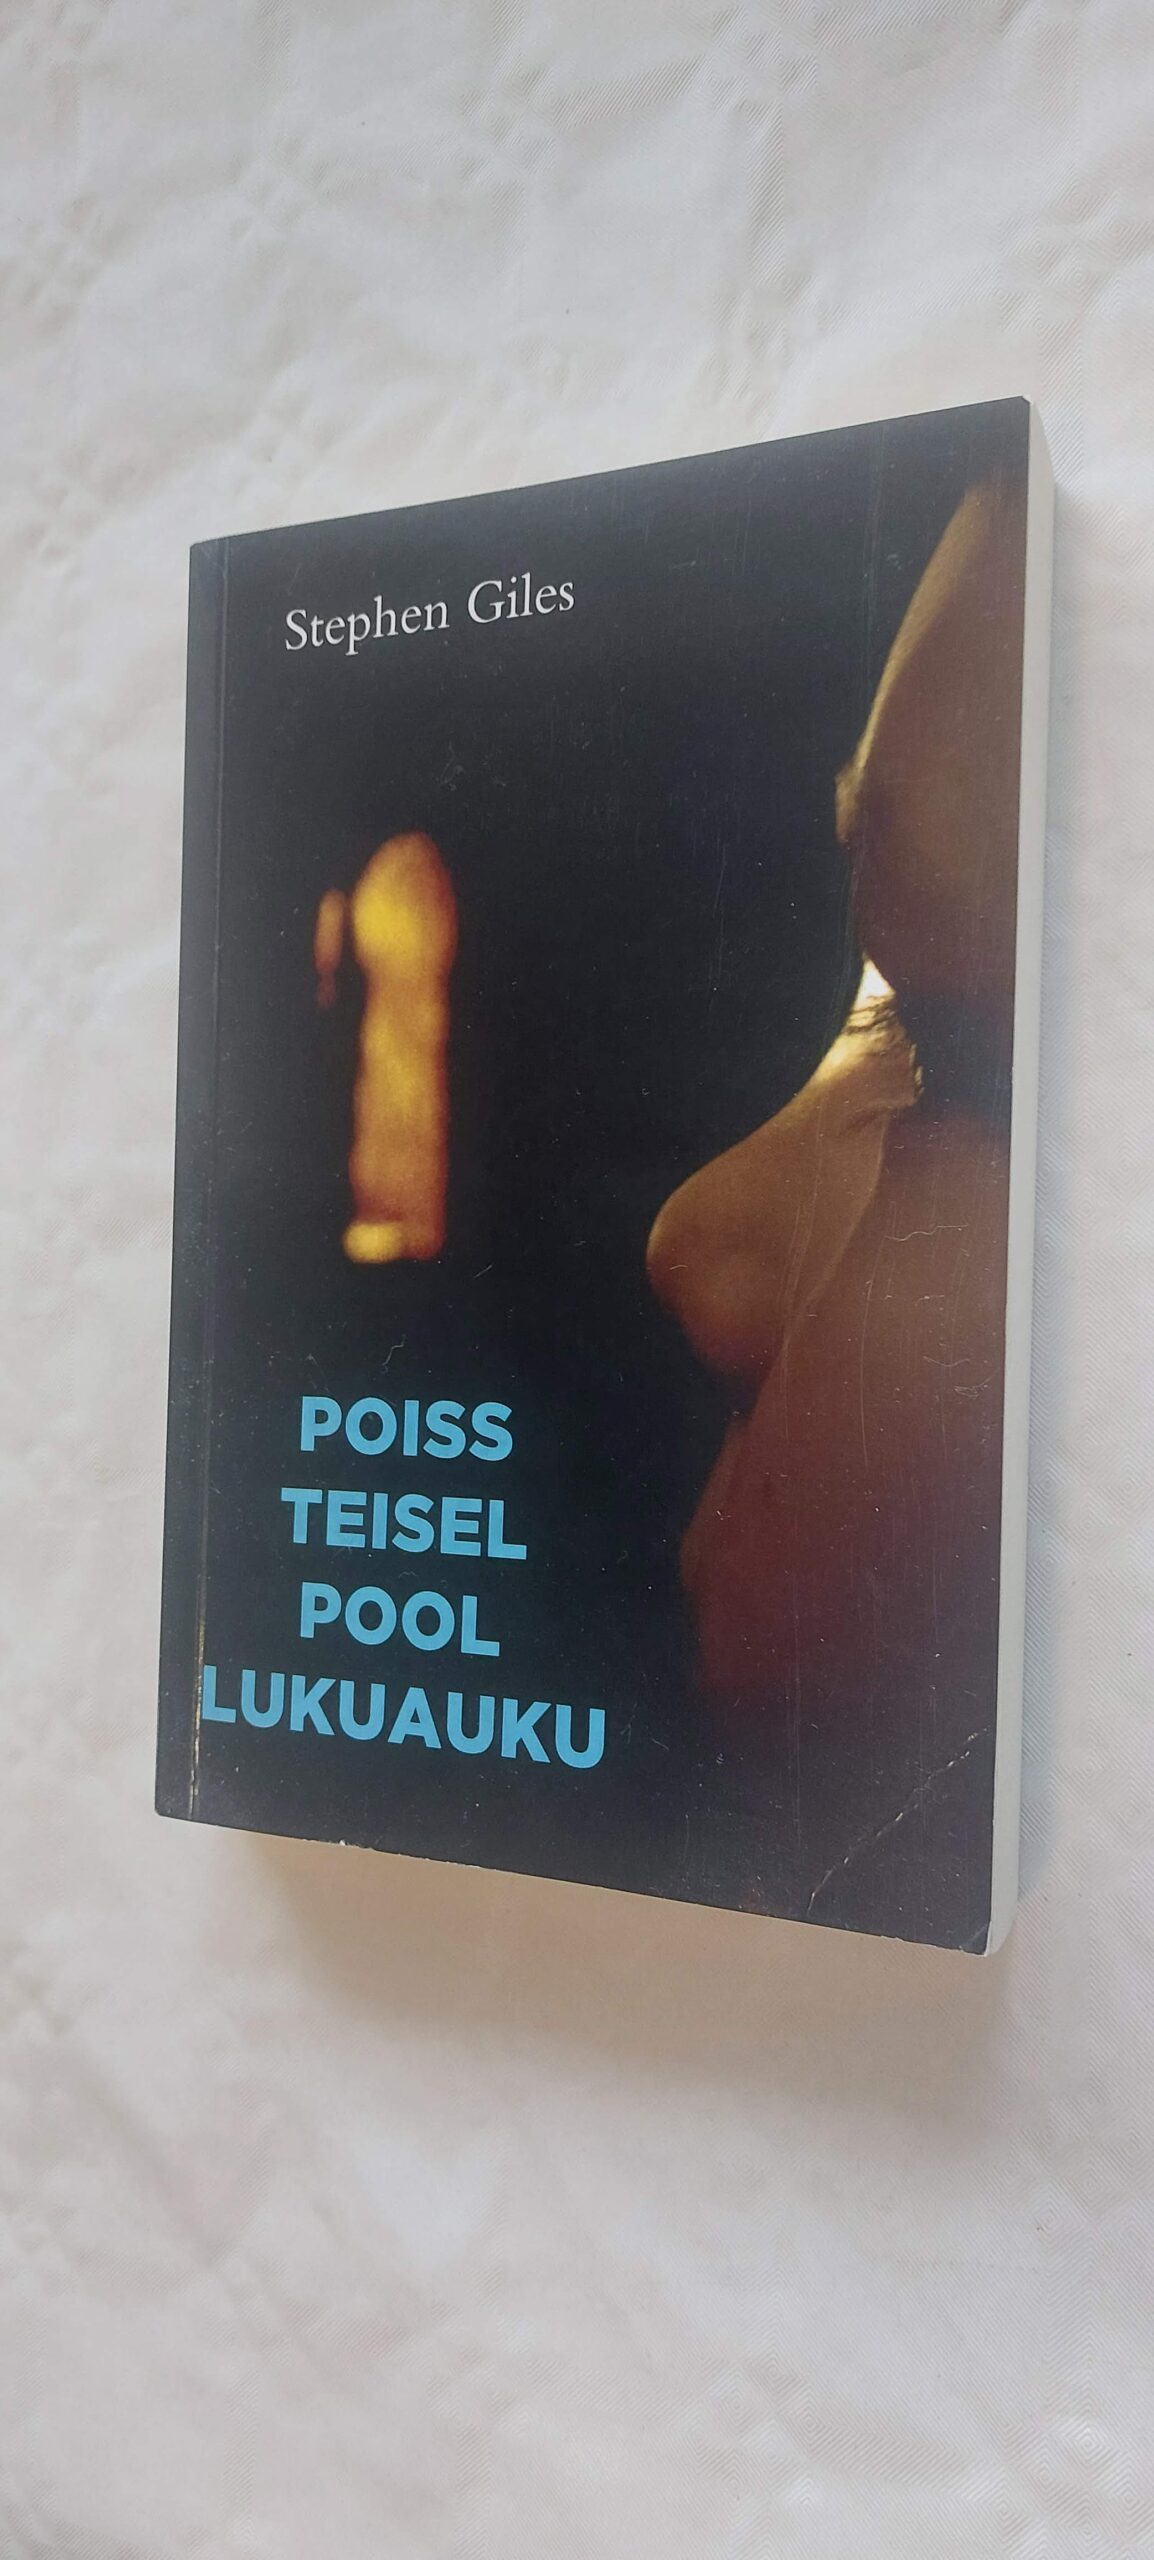 Stephen Giles
POISS
TEISEL
POOL
LUKUAUKU